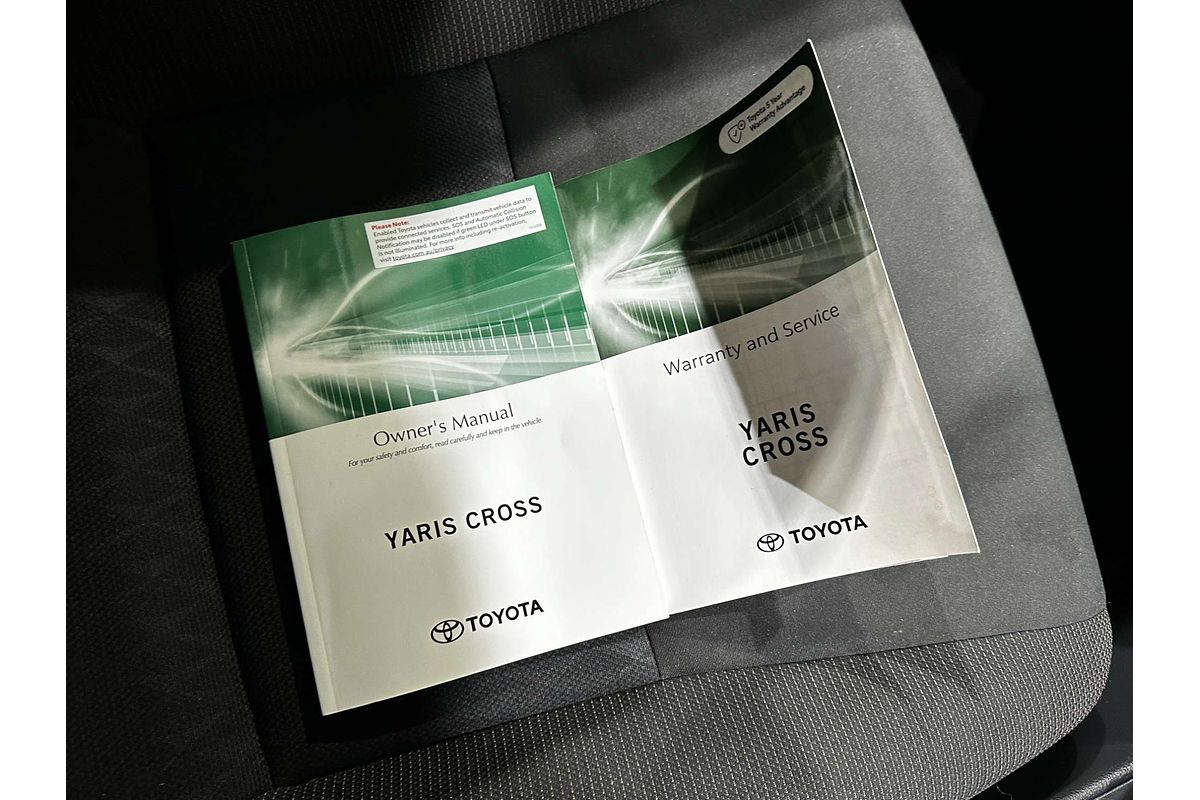 Please Note:
Enabled Toyota vehicles collect and transmit vehicle data to
provide connected services. SOS and Automatic Collision
Notification may be disabled if green LED under SOS button
is not illuminated. For more info including re-activation,
visit toyota.com.au/privacy
Owner's Manual
For your safety and comfort, read carefully and keep in the vehicle.
YARIS CROSS
TOYOTA
Toyota 5 Year
Warranty Advantage
Warranty and Service
YARIS
CROSS
TOYOTA